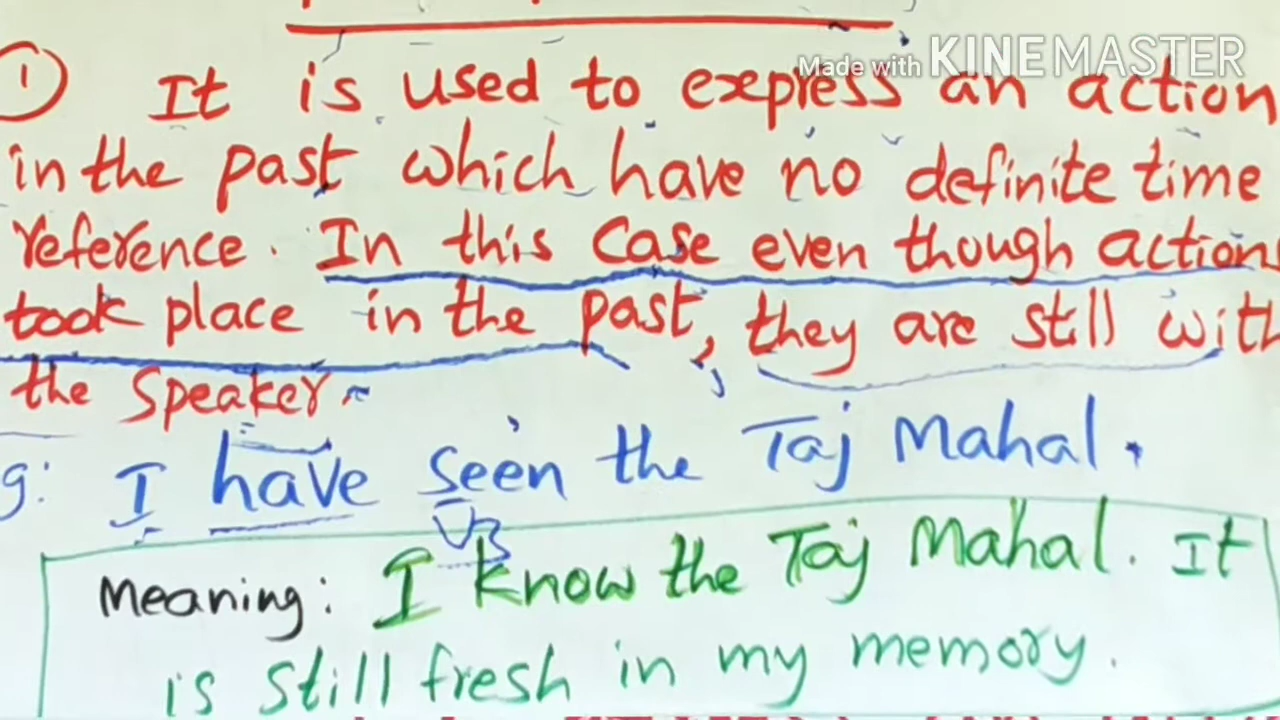 Made with KINEMASTER
① It is used to express an action
in the past which have no definite time
reference. In this case even though actions
took place in the past, they are still with
the speaker.
g: I have seen the Taj Mahal.
V3
Meaning: I know the Taj Mahal. It
is still fresh in my memory.